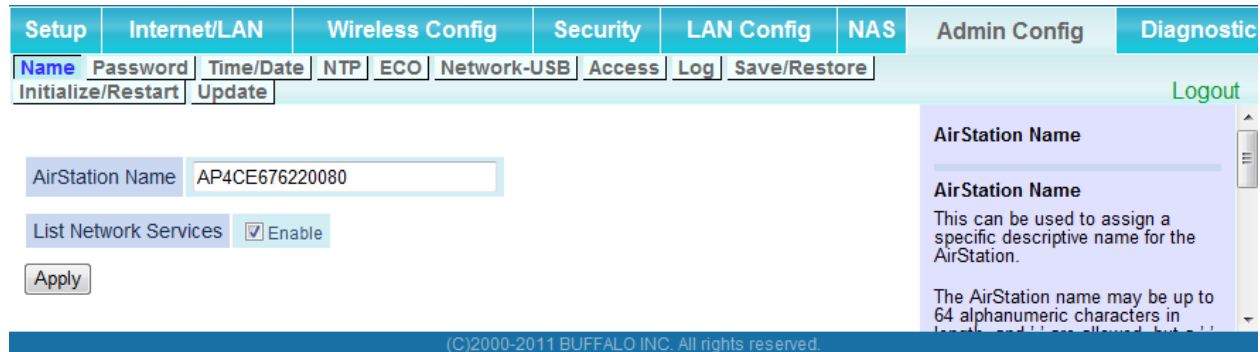 Setup Internet/LAN Wireless Config Security LAN Config NAS Admin Config Diagnostic
Name Password Time/Date NTP ECO Network-USB Access Log Save/Restore
Initialize/Restart Update
Logout
AirStation Name AP4CE676220080
List Network Services Enable
Apply
AirStation Name
AirStation Name
This can be used to assign a
specific descriptive name for the
AirStation.
The AirStation name may be up to
64 alphanumeric characters in
(C)2000-2011 BUFFALO INC. All rights reserved.